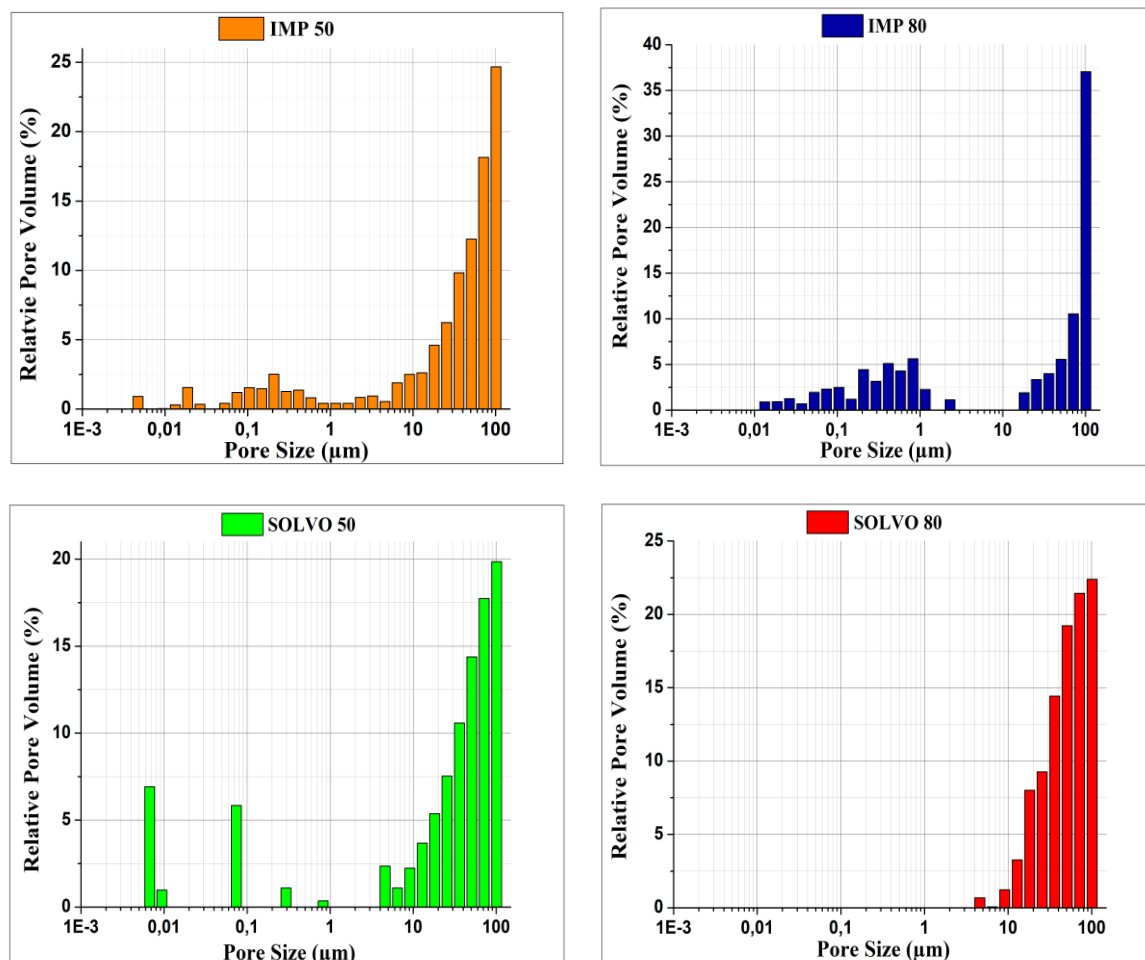 IMP 50
25
20
15
10
5
0
Relatvie Pore Volume (%)
1E-3 0,01 0,1 1 10 100
Pore Size (µm)
IMP 80
40
35
30
25
20
15
10
5
0
Relative Pore Volume (%)
1E-3 0,01 0,1 1 10 100
Pore Size (µm)
SOLVO 50
20
15
10
5
0
Relative Pore Volume (%)
1E-3 0,01 0,1 1 10 100
Pore Size (µm)
SOLVO 80
25
20
15
10
5
0
Relative Pore Volume (%)
1E-3 0,01 0,1 1 10 100
Pore Size (µm)